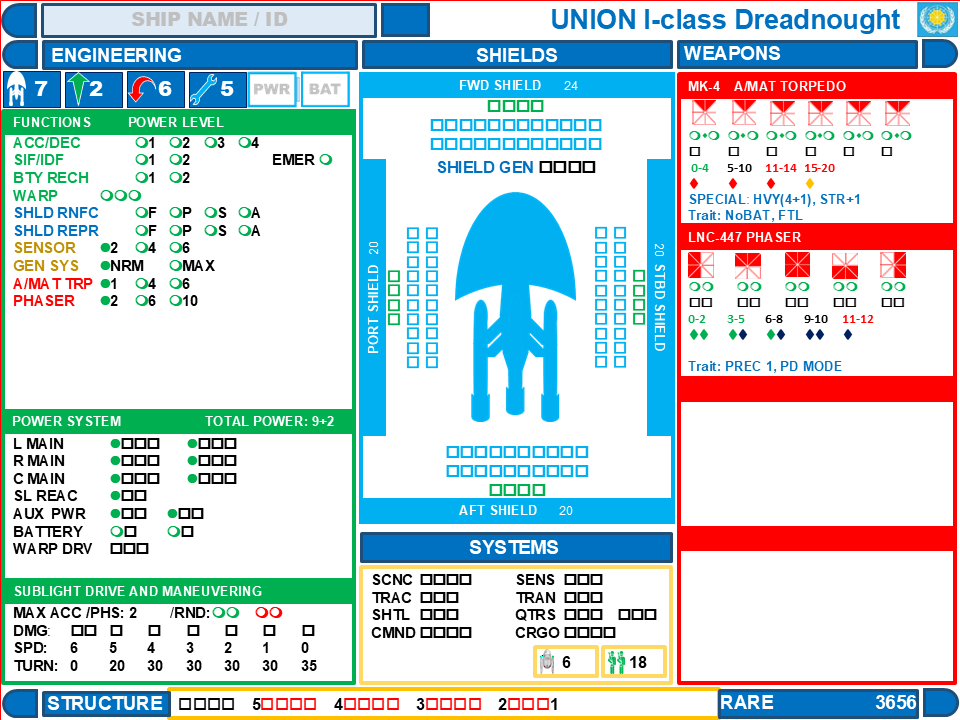 SHIP NAME / ID
UNION I-class Dreadnought
ENGINEERING
7 2 6 5 PWR BAT
FUNCTIONS POWER LEVEL
ACC/DEC 1 2 3 4
SIF/IDF 1 2 EMER
BTY RECH 1 2
WARP
SHLD RNFC F P S A
SHLD REPR F P S A
SENSOR 2 4 6
GEN SYS NRM MAX
A/MAT TRP 1 4 6
PHASER 2 6 10
POWER SYSTEM TOTAL POWER: 9+2
L MAIN
R MAIN
C MAIN
SL REAC
AUX PWR
BATTERY
WARP DRV
SUBLIGHT DRIVE AND MANEUVERING
MAX ACC /PHS: 2 /RND:
DMG:
SPD: 6 5 4 3 2 1 0
TURN: 0 20 30 30 30 30 35
SHIELDS
FWD SHIELD 24
SHIELD GEN
PORT SHIELD 20
20 STBD SHIELD
AFT SHIELD 20
SYSTEMS
SCNC SENS
TRAC TRAN
SHTL QTRS
CMND CRGO
6 18
WEAPONS
MK-4 A/MAT TORPEDO
0-4 5-10 11-14 15-20
SPECIAL: HVY(4+1), STR+1
Trait: NoBAT, FTL
LNC-447 PHASER
0-2 3-5 6-8 9-10 11-12
Trait: PREC 1, PD MODE
STRUCTURE 5 4 3 2 1
RARE 3656